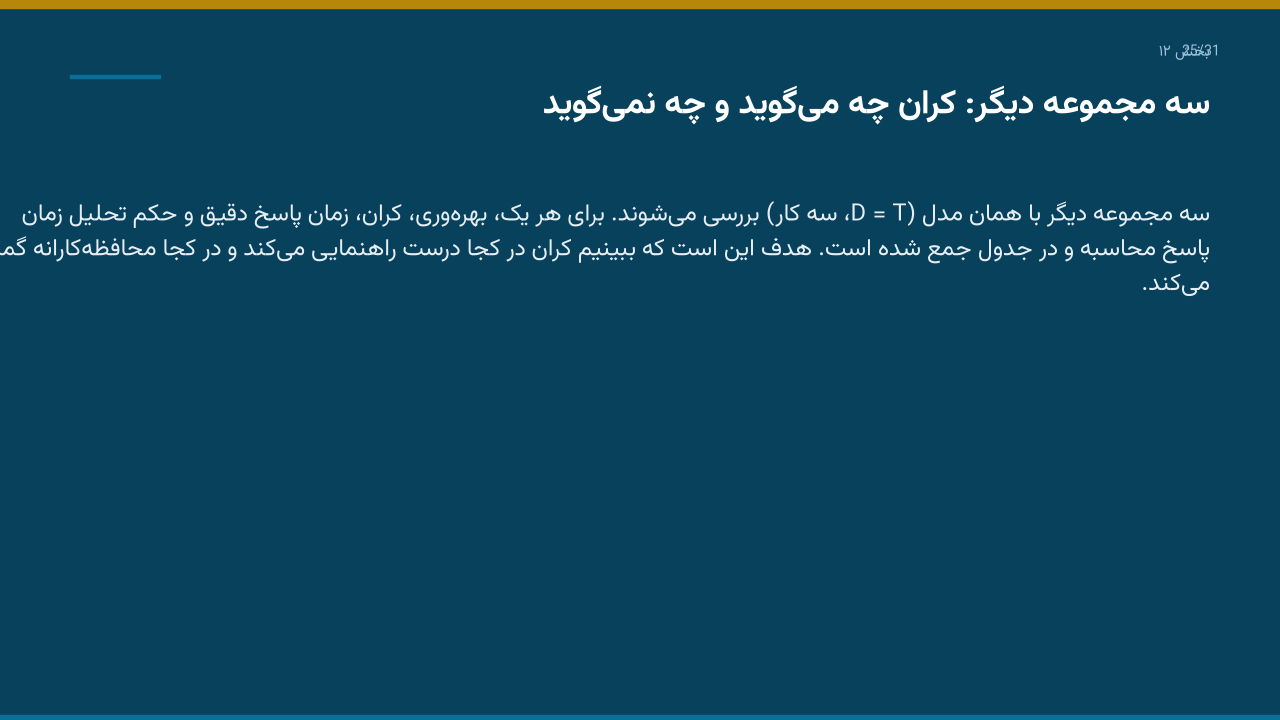 بخش ۱۲
25/31
سه مجموعه دیگر: کران چه می‌گوید و چه نمی‌گوید
سه مجموعه دیگر با همان مدل (D = T، سه کار) بررسی می‌شوند. برای هر یک، بهره‌وری، کران، زمان پاسخ دقیق و حکم تحلیل زمان
پاسخ محاسبه و در جدول جمع شده است. هدف این است که ببینیم کران در کجا درست راهنمایی می‌کند و در کجا محافظه‌کارانه
می‌کند.